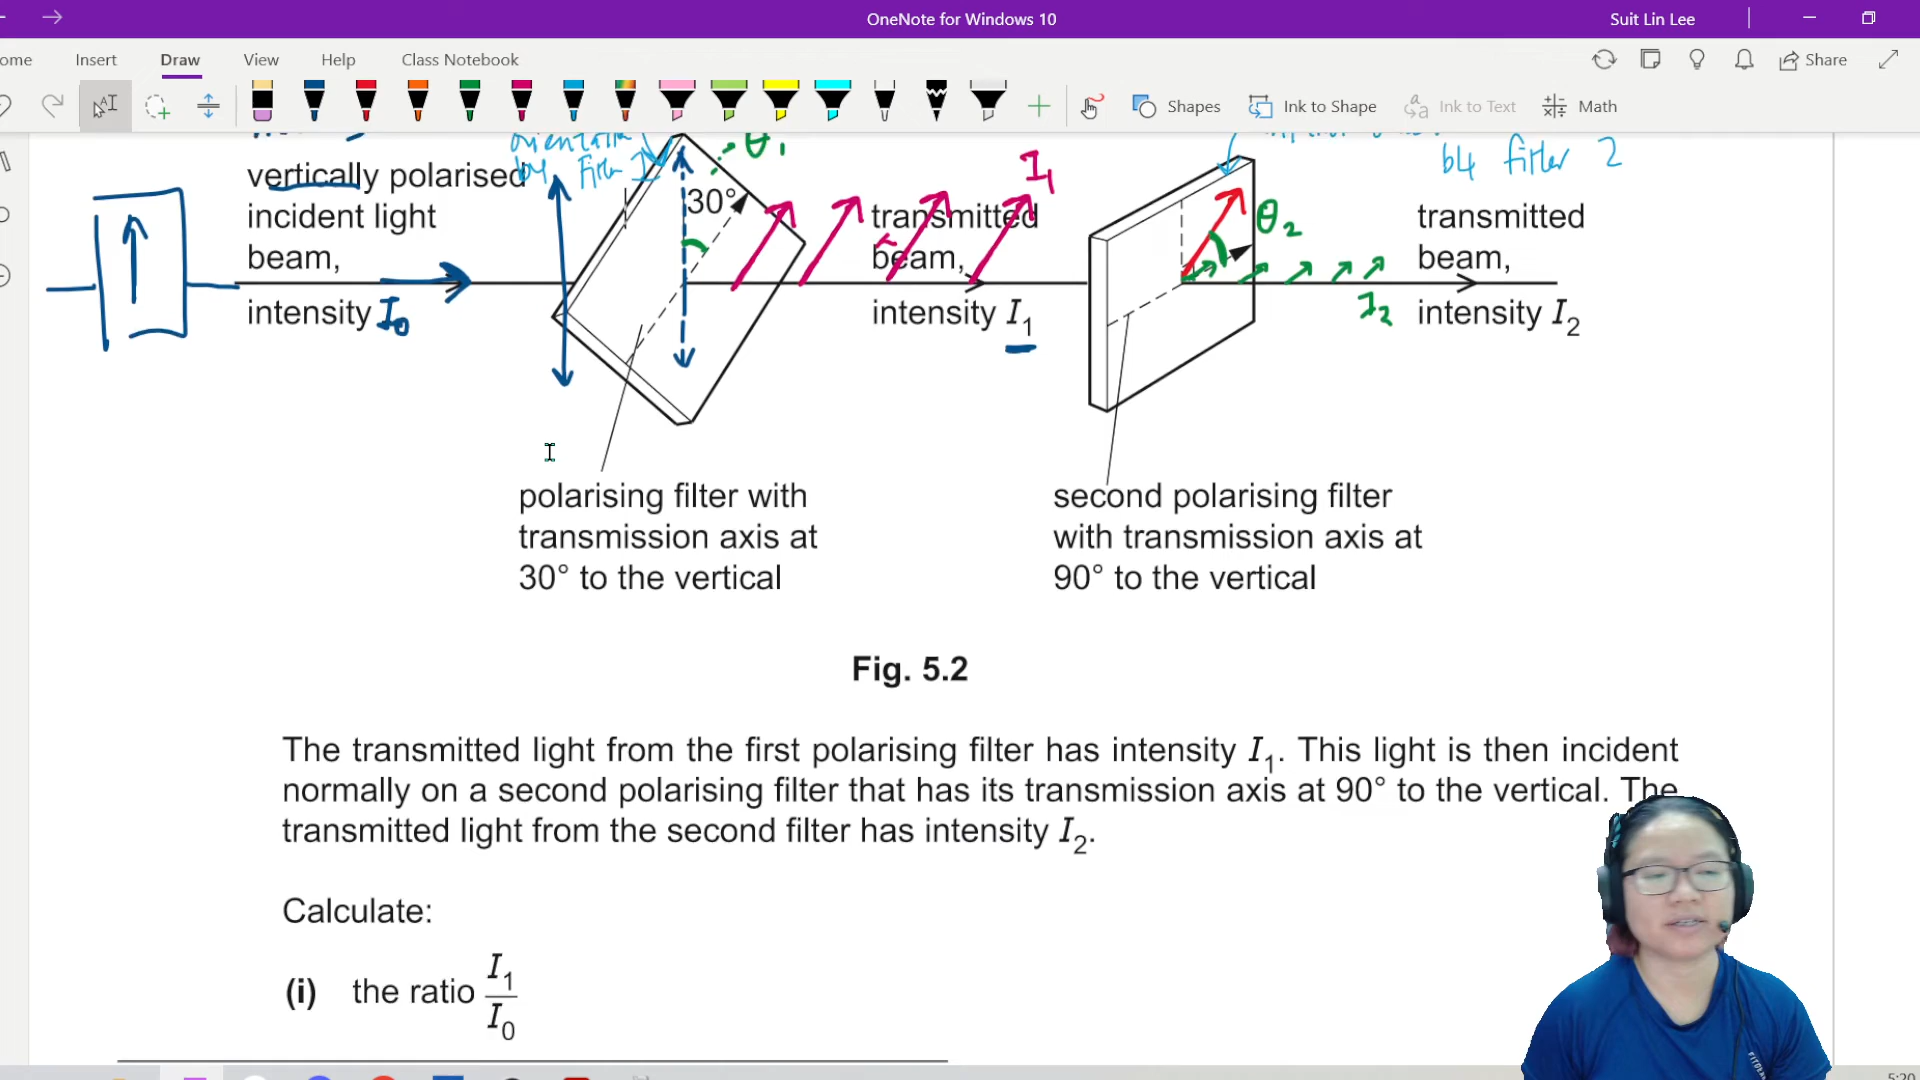 OneNote for Windows 10
Suit Lin Lee
Insert
Draw
View
Help
Class Notebook
Share
Shapes
Ink to Shape
Ink to Text
Math
by Filter 1
θ1
by filter 2
vertically polarised
incident light
beam,
intensity I0
30°
I1
transmitted
beam,
intensity I1
θ2
I2
transmitted
beam,
intensity I2
polarising filter with
transmission axis at
30° to the vertical
second polarising filter
with transmission axis at
90° to the vertical
Fig. 5.2
The transmitted light from the first polarising filter has intensity I1. This light is then incident
normally on a second polarising filter that has its transmission axis at 90° to the vertical. The
transmitted light from the second filter has intensity I2.
Calculate:
(i) the ratio I1
I0